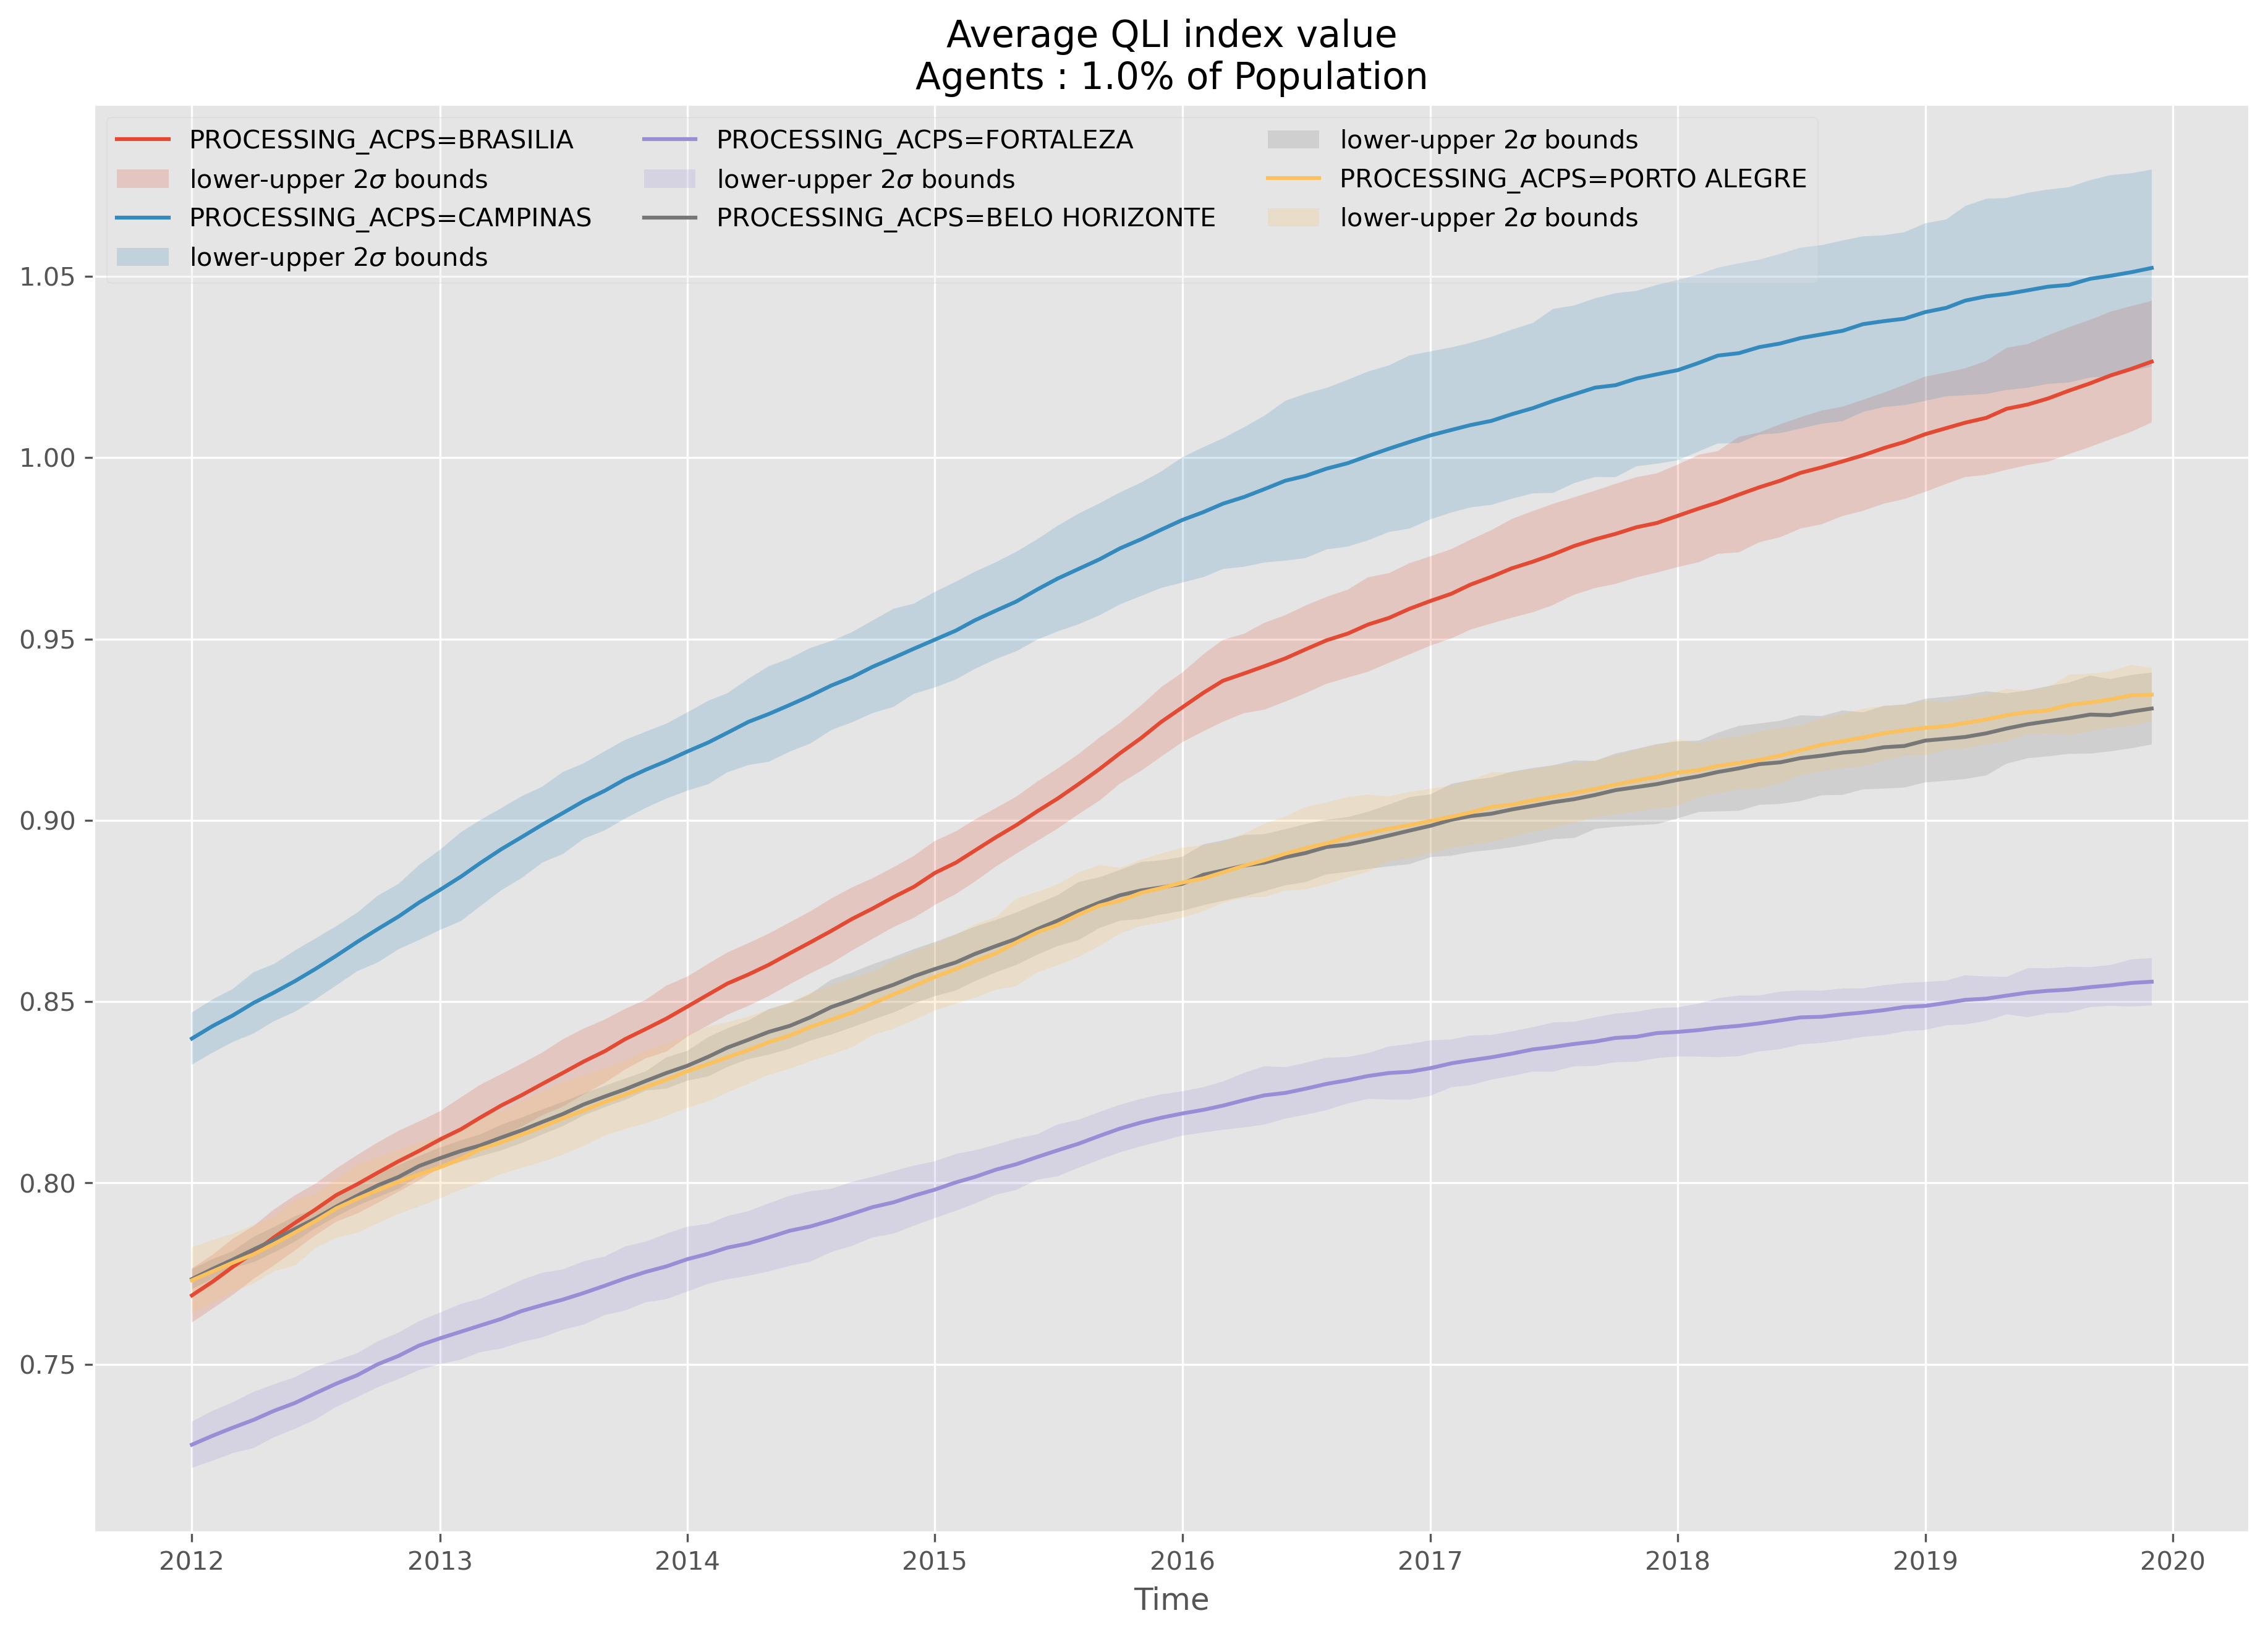 Average QLI index value
Agents : 1.0% of Population
PROCESSING_ACPS=BRASILIA
lower-upper 2σ bounds
PROCESSING_ACPS=CAMPINAS
lower-upper 2σ bounds
PROCESSING_ACPS=FORTALEZA
lower-upper 2σ bounds
PROCESSING_ACPS=BELO HORIZONTE
lower-upper 2σ bounds
PROCESSING_ACPS=PORTO ALEGRE
lower-upper 2σ bounds
1.05
1.00
0.95
0.90
0.85
0.80
0.75
2012 2013 2014 2015 2016 2017 2018 2019 2020
Time